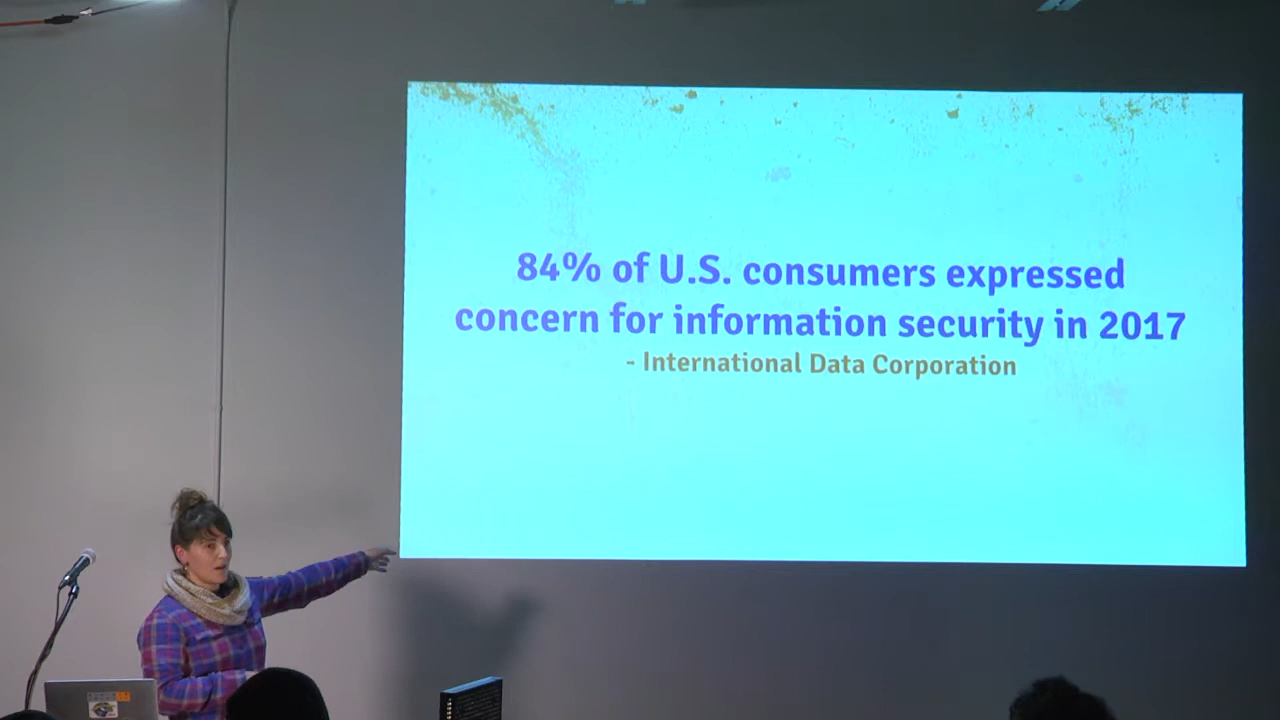 84% of U.S. consumers expressed
concern for information security in 2017
- International Data Corporation